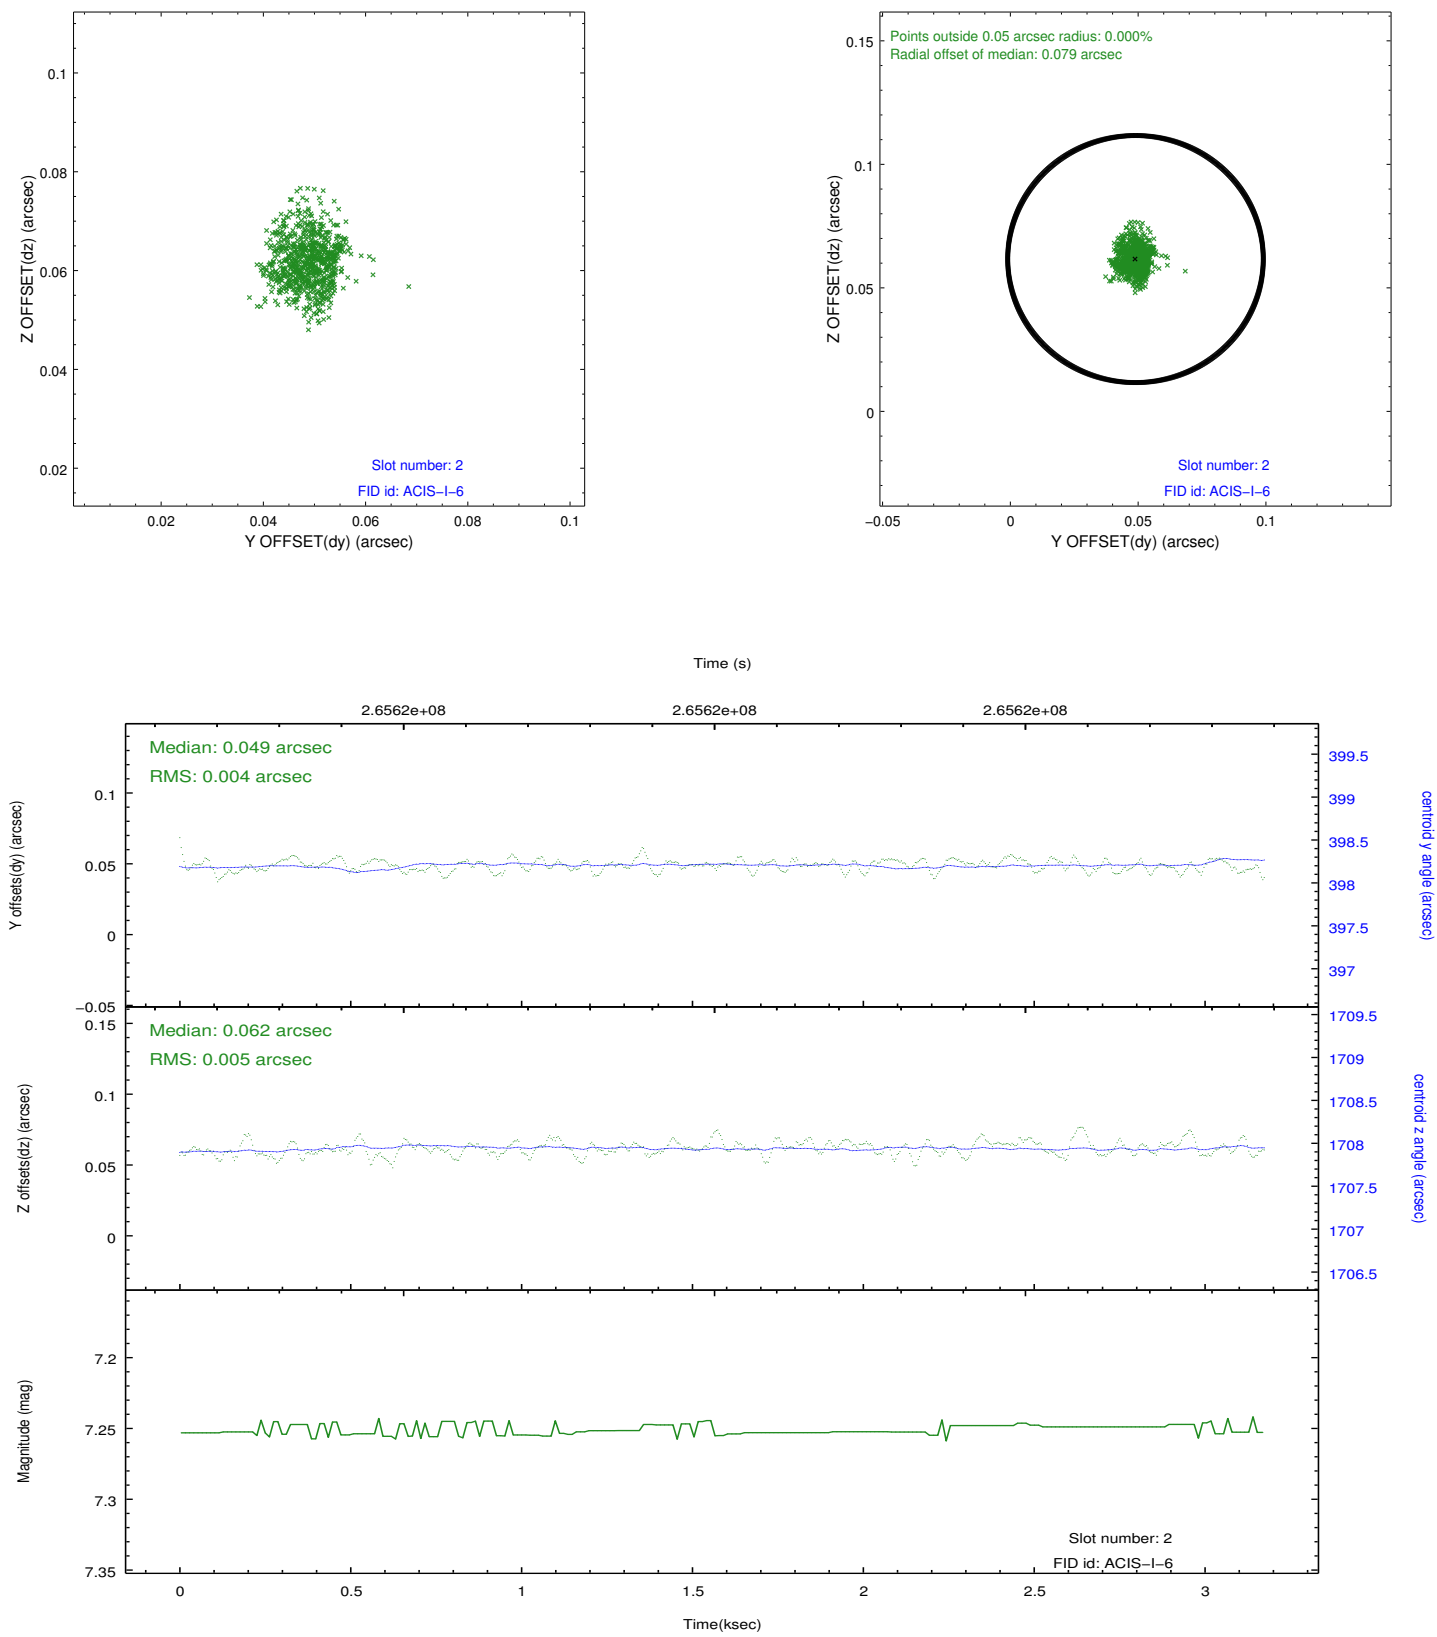 0.1
0.08
0.06
0.04
0.02
Z OFFSET(dz) (arcsec)
0.02
0.04
0.06
0.08
0.1
Y OFFSET(dy) (arcsec)
Slot number: 2
FID id: ACIS−I−6
Points outside 0.05 arcsec radius: 0.000%
Radial offset of median: 0.079 arcsec
0.15
0.1
0.05
0
Z OFFSET(dz) (arcsec)
−0.05
0
0.05
0.1
Y OFFSET(dy) (arcsec)
Slot number: 2
FID id: ACIS−I−6
Time (s)
2.6562e+08
2.6562e+08
2.6562e+08
Median: 0.049 arcsec
RMS: 0.004 arcsec
0.1
0.05
0
−0.05
Y offsets(dy) (arcsec)
399.5
399
398.5
398
397.5
397
centroid y angle (arcsec)
Median: 0.062 arcsec
RMS: 0.005 arcsec
0.15
0.1
0.05
0
Z offsets(dz) (arcsec)
1709.5
1709
1708.5
1708
1707.5
1707
1706.5
centroid z angle (arcsec)
7.2
7.25
7.3
7.35
Magnitude (mag)
Slot number: 2
FID id: ACIS−I−6
0
0.5
1
1.5
2
2.5
3
Time(ksec)